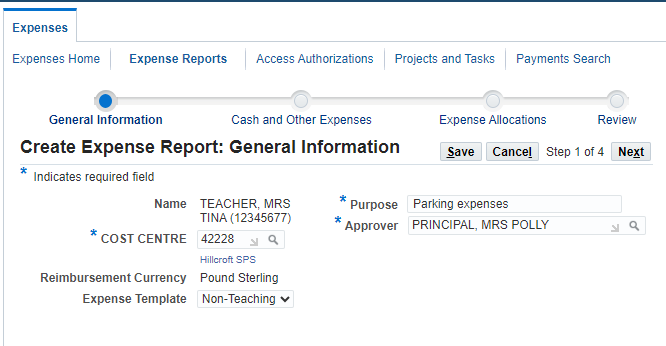 Expenses
Expenses Home Expense Reports Access Authorizations Projects and Tasks Payments Search
General Information Cash and Other Expenses Expense Allocations Review
Create Expense Report: General Information Save Cancel Step 1 of 4 Next
* Indicates required field
Name TEACHER, MRS TINA (12345677)
* COST CENTRE 42228
Hillcroft SPS
Reimbursement Currency Pound Sterling
Expense Template Non-Teaching
* Purpose Parking expenses
* Approver PRINCIPAL, MRS POLLY